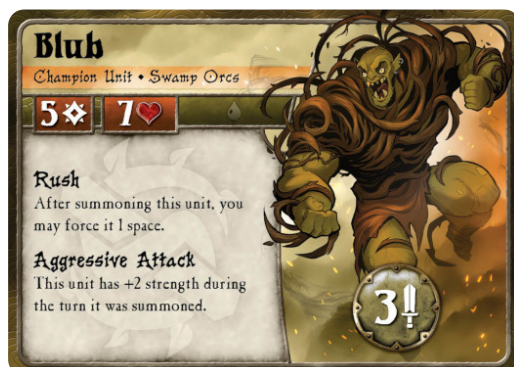 Blub
Champion Unit • Swamp Orcs
5 7
Rush
After summoning this unit, you
may force it 1 space.
Aggressive Attack
This unit has +2 strength during
the turn it was summoned.
3